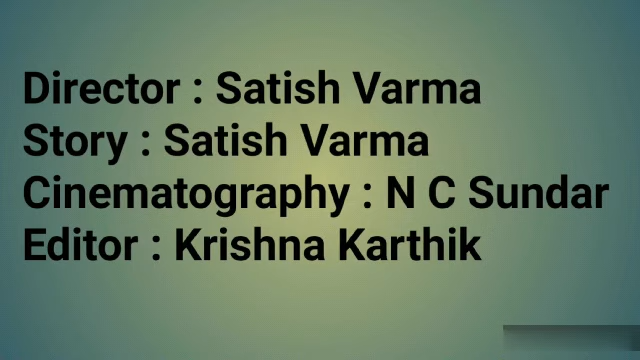 Director : Satish Varma
Story : Satish Varma
Cinematography : N C Sundar
Editor : Krishna Karthik